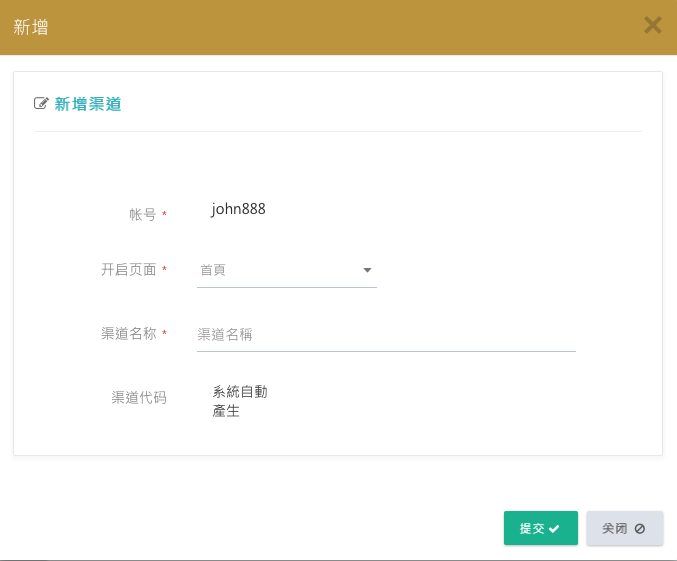 新增
新增渠道
帐号 * john888
开启页面 * 首頁
渠道名称 * 渠道名稱
渠道代码 系統自動
產生
提交 关闭